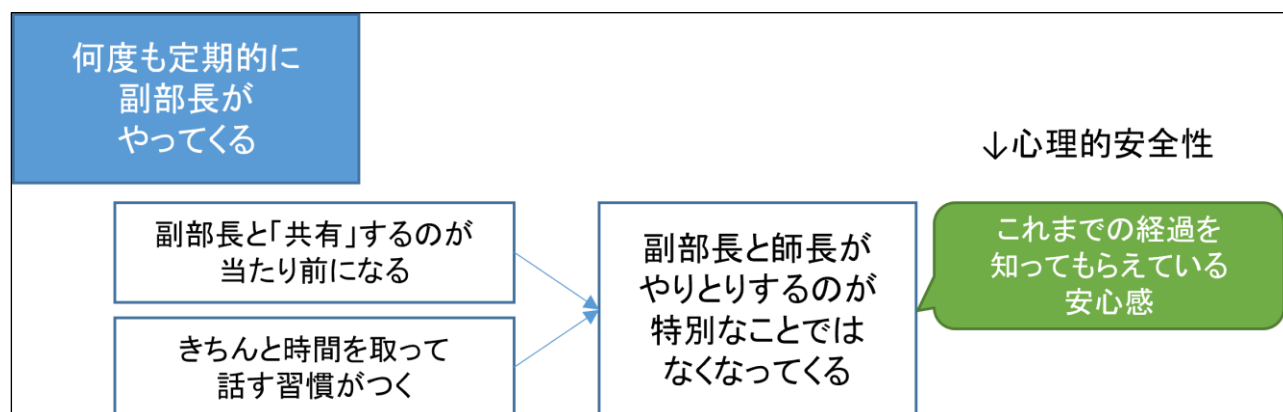 何度も定期的に
副部長が
やってくる
↓心理的安全性
副部長と「共有」するのが
当たり前になる
きちんと時間を取って
話す習慣がつく
副部長と師長が
やりとりするのが
特別なことでは
なくなってくる
これまでの経過を
知ってもらえている
安心感